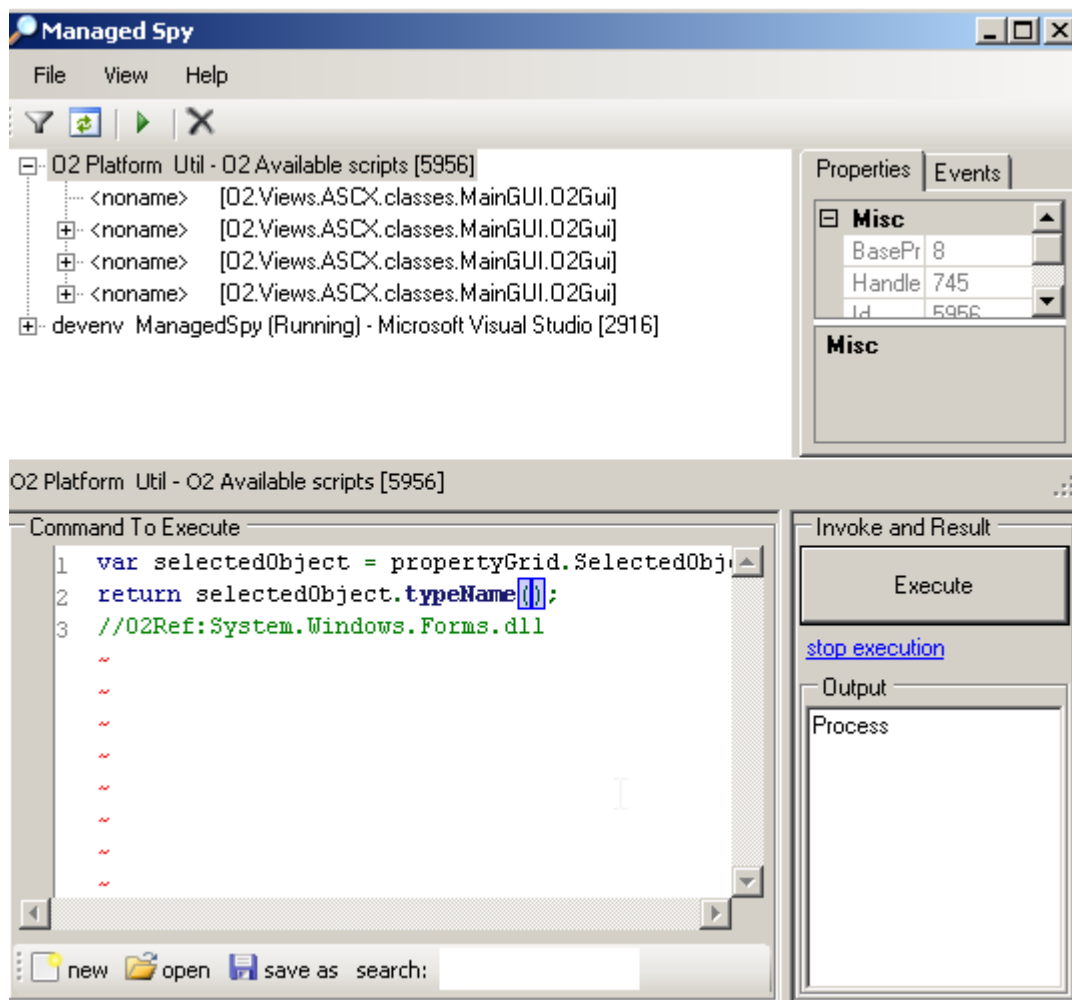 Managed Spy
File View Help
O2 Platform Util - O2 Available scripts [5956]
<noname> [O2.Views.ASCX.classes.MainGUI.O2Gui]
<noname> [O2.Views.ASCX.classes.MainGUI.O2Gui]
<noname> [O2.Views.ASCX.classes.MainGUI.O2Gui]
<noname> [O2.Views.ASCX.classes.MainGUI.O2Gui]
devenv ManagedSpy (Running) - Microsoft Visual Studio [2916]
Properties Events
Misc
BasePr 8
Handle 745
Id 5956
Misc
O2 Platform Util - O2 Available scripts [5956]
Command To Execute
1 var selectedObject = propertyGrid.SelectedObj
2 return selectedObject.typeName();
3 //O2Ref:System.Windows.Forms.dll
~
~
~
~
~
~
~
~
new open save as search:
Invoke and Result
Execute
stop execution
Output
Process